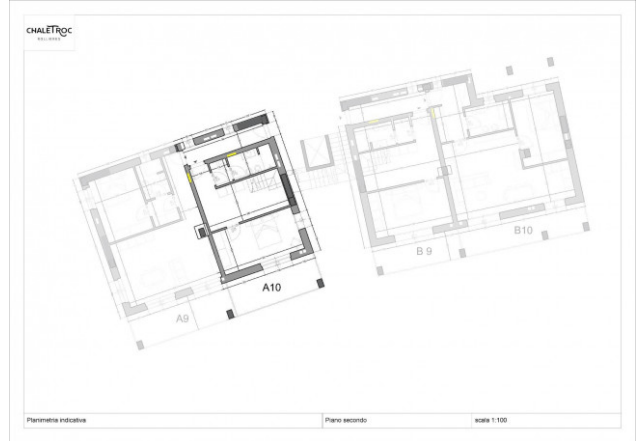 CHALETROC
A10
A9
B 9
B10
Planimetria indicativa
Piano secondo
scala 1:100